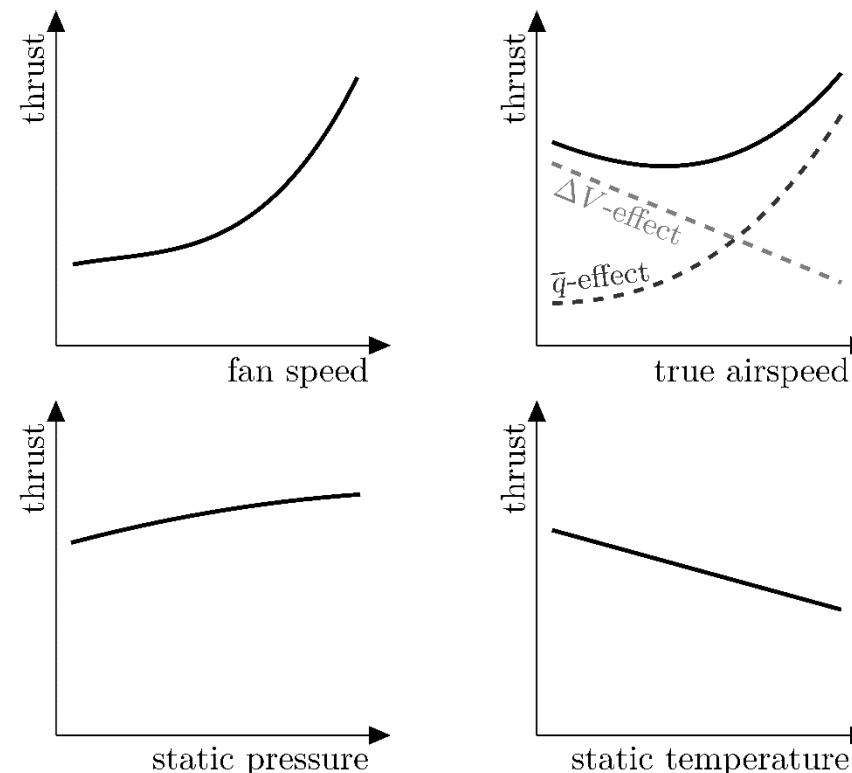 thrust
fan speed
thrust
ΔV-effect
q̄-effect
true airspeed
thrust
static pressure
thrust
static temperature